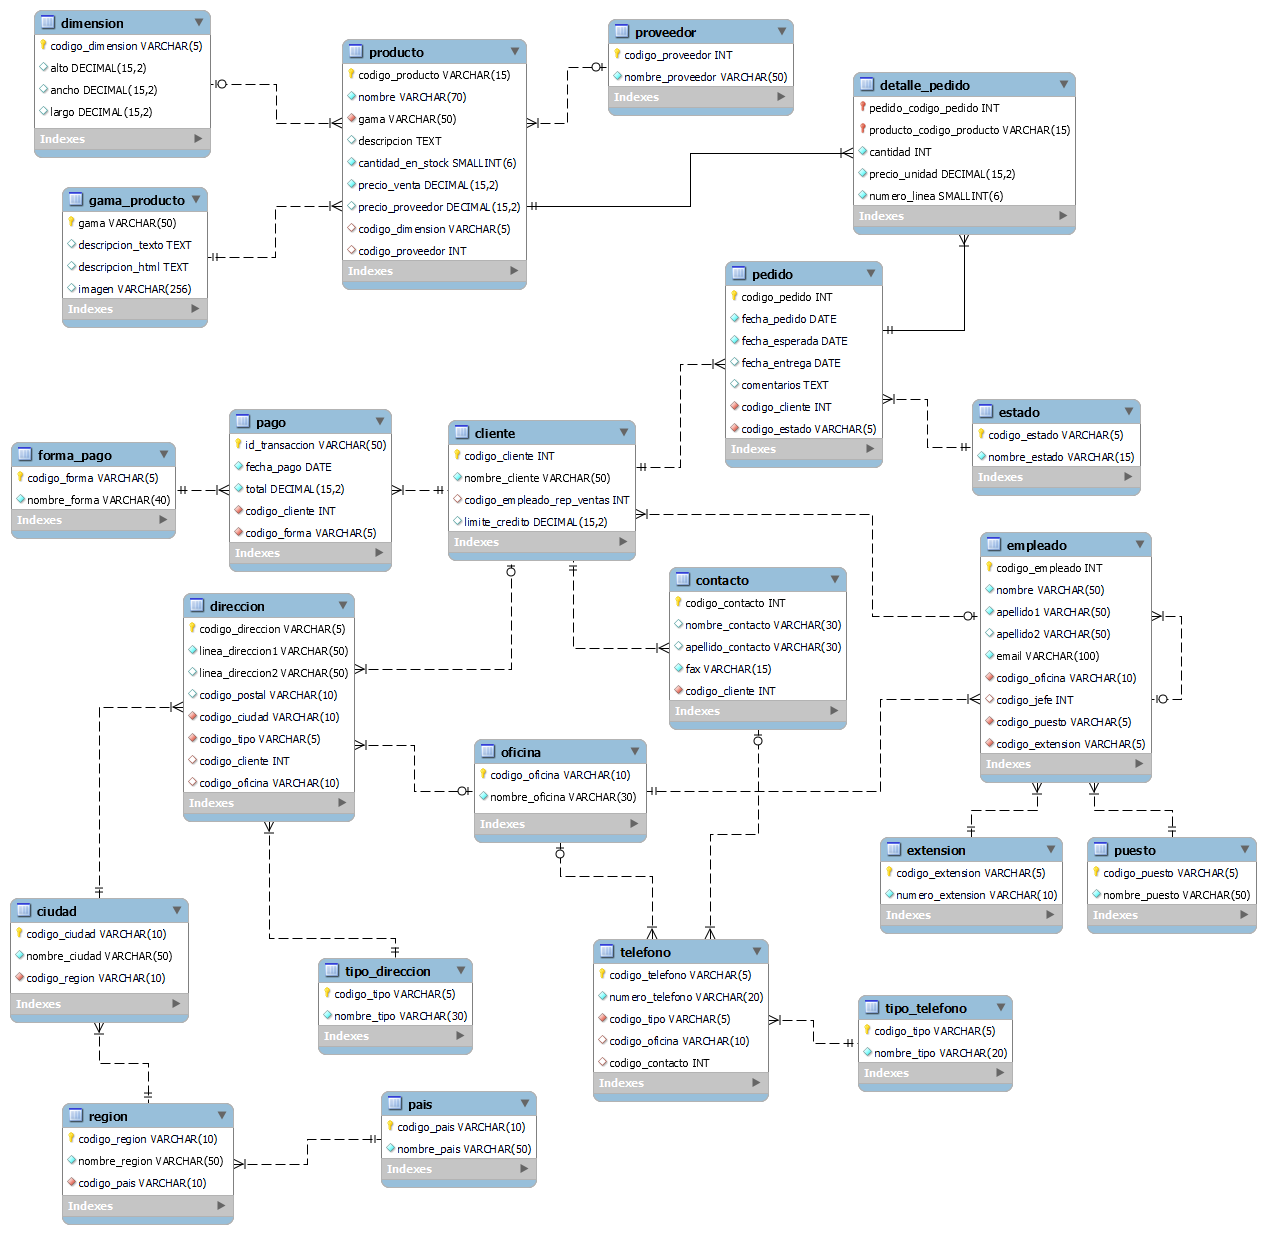 dimension
codigo_dimension VARCHAR(5)
alto DECIMAL(15,2)
ancho DECIMAL(15,2)
largo DECIMAL(15,2)
Indexes
producto
codigo_producto VARCHAR(15)
nombre VARCHAR(70)
gama VARCHAR(50)
descripcion TEXT
cantidad_en_stock SMALLINT(6)
precio_venta DECIMAL(15,2)
precio_proveedor DECIMAL(15,2)
codigo_dimension VARCHAR(5)
codigo_proveedor INT
Indexes
proveedor
codigo_proveedor INT
nombre_proveedor VARCHAR(50)
Indexes
detalle_pedido
pedido_codigo_pedido INT
producto_codigo_producto VARCHAR(15)
cantidad INT
precio_unidad DECIMAL(15,2)
numero_linea SMALLINT(6)
Indexes
gama_producto
gama VARCHAR(50)
descripcion_texto TEXT
descripcion_html TEXT
imagen VARCHAR(256)
Indexes
pedido
codigo_pedido INT
fecha_pedido DATE
fecha_esperada DATE
fecha_entrega DATE
comentarios TEXT
codigo_cliente INT
codigo_estado VARCHAR(5)
Indexes
estado
codigo_estado VARCHAR(5)
nombre_estado VARCHAR(15)
Indexes
forma_pago
codigo_forma VARCHAR(5)
nombre_forma VARCHAR(40)
Indexes
pago
id_transaccion VARCHAR(50)
fecha_pago DATE
total DECIMAL(15,2)
codigo_cliente INT
codigo_forma VARCHAR(5)
Indexes
cliente
codigo_cliente INT
nombre_cliente VARCHAR(50)
codigo_empleado_rep_ventas INT
limite_credito DECIMAL(15,2)
Indexes
empleado
codigo_empleado INT
nombre VARCHAR(50)
apellido1 VARCHAR(50)
apellido2 VARCHAR(50)
email VARCHAR(100)
codigo_oficina VARCHAR(10)
codigo_jefe INT
codigo_puesto VARCHAR(5)
codigo_extension VARCHAR(5)
Indexes
contacto
codigo_contacto INT
nombre_contacto VARCHAR(30)
apellido_contacto VARCHAR(30)
fax VARCHAR(15)
codigo_cliente INT
Indexes
direccion
codigo_direccion VARCHAR(5)
linea_direccion1 VARCHAR(50)
linea_direccion2 VARCHAR(50)
codigo_postal VARCHAR(10)
codigo_ciudad VARCHAR(10)
codigo_tipo VARCHAR(5)
codigo_cliente INT
codigo_oficina VARCHAR(10)
Indexes
oficina
codigo_oficina VARCHAR(10)
nombre_oficina VARCHAR(30)
Indexes
extension
codigo_extension VARCHAR(5)
numero_extension VARCHAR(10)
Indexes
puesto
codigo_puesto VARCHAR(5)
nombre_puesto VARCHAR(50)
Indexes
ciudad
codigo_ciudad VARCHAR(10)
nombre_ciudad VARCHAR(50)
codigo_region VARCHAR(10)
Indexes
tipo_direccion
codigo_tipo VARCHAR(5)
nombre_tipo VARCHAR(30)
Indexes
telefono
codigo_telefono VARCHAR(5)
numero_telefono VARCHAR(20)
codigo_tipo VARCHAR(5)
codigo_oficina VARCHAR(10)
codigo_contacto INT
Indexes
tipo_telefono
codigo_tipo VARCHAR(5)
nombre_tipo VARCHAR(20)
Indexes
region
codigo_region VARCHAR(10)
nombre_region VARCHAR(50)
codigo_pais VARCHAR(10)
Indexes
pais
codigo_pais VARCHAR(10)
nombre_pais VARCHAR(50)
Indexes